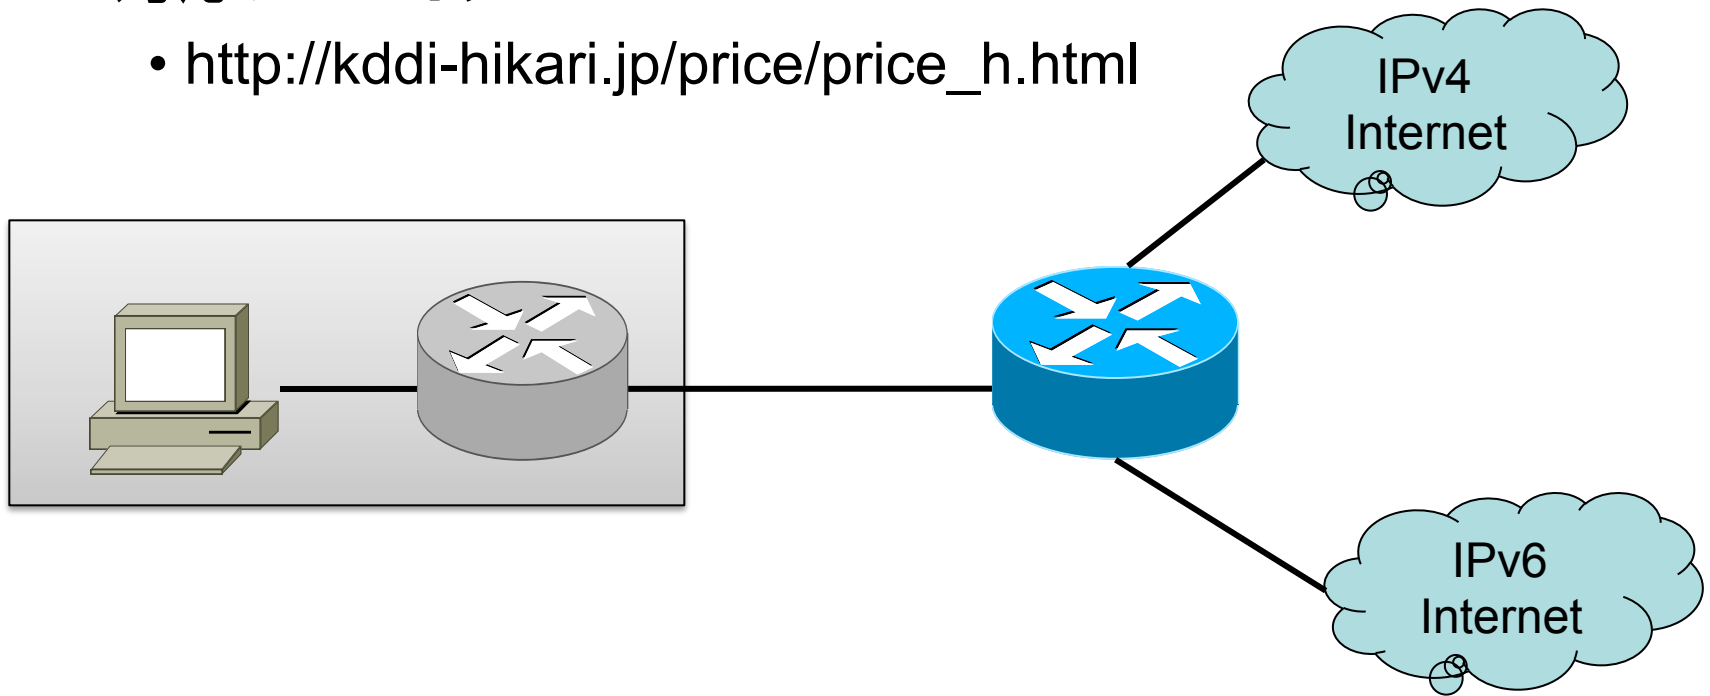 • http://kddi-hikari.jp/price/price_h.html
IPv4
Internet
IPv6
Internet